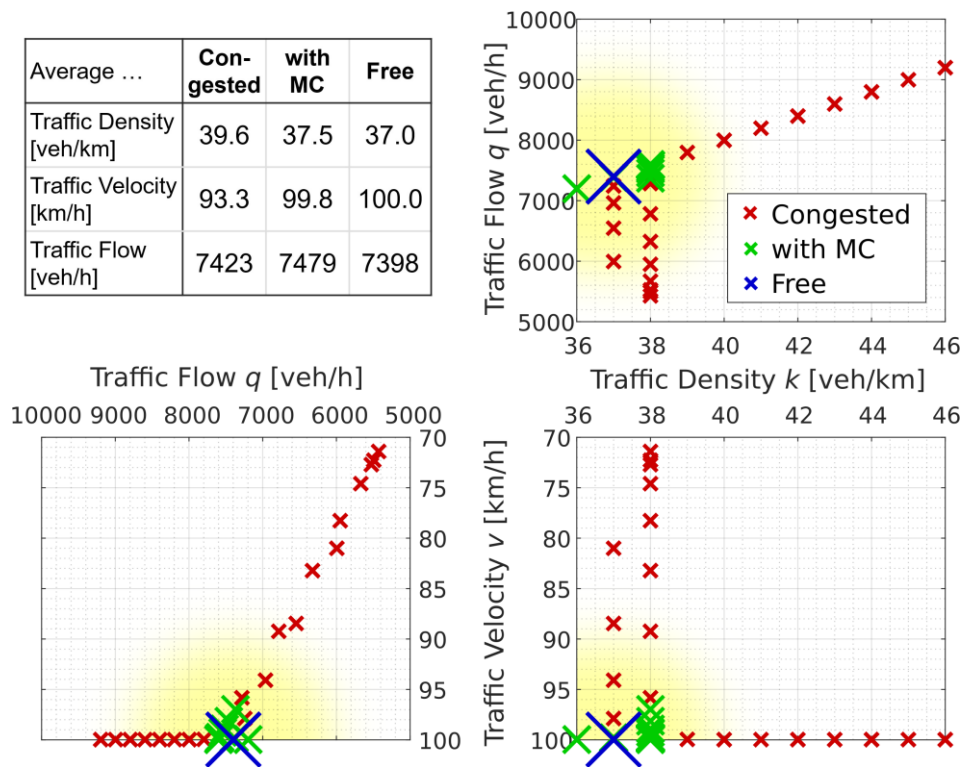 Average ...
Con-
gested
with
MC
Free
Traffic Density
[veh/km]
39.6
37.5
37.0
Traffic Velocity
[km/h]
93.3
99.8
100.0
Traffic Flow
[veh/h]
7423
7479
7398
Traffic Flow q [veh/h]
10000
9000
8000
7000
6000
5000
Congested
with MC
Free
36
38
40
42
44
46
Traffic Density k [veh/km]
Traffic Flow q [veh/h]
10000
9000
8000
7000
6000
5000
70
75
80
85
90
95
100
36
38
40
42
44
46
Traffic Velocity v [km/h]
70
75
80
85
90
95
100